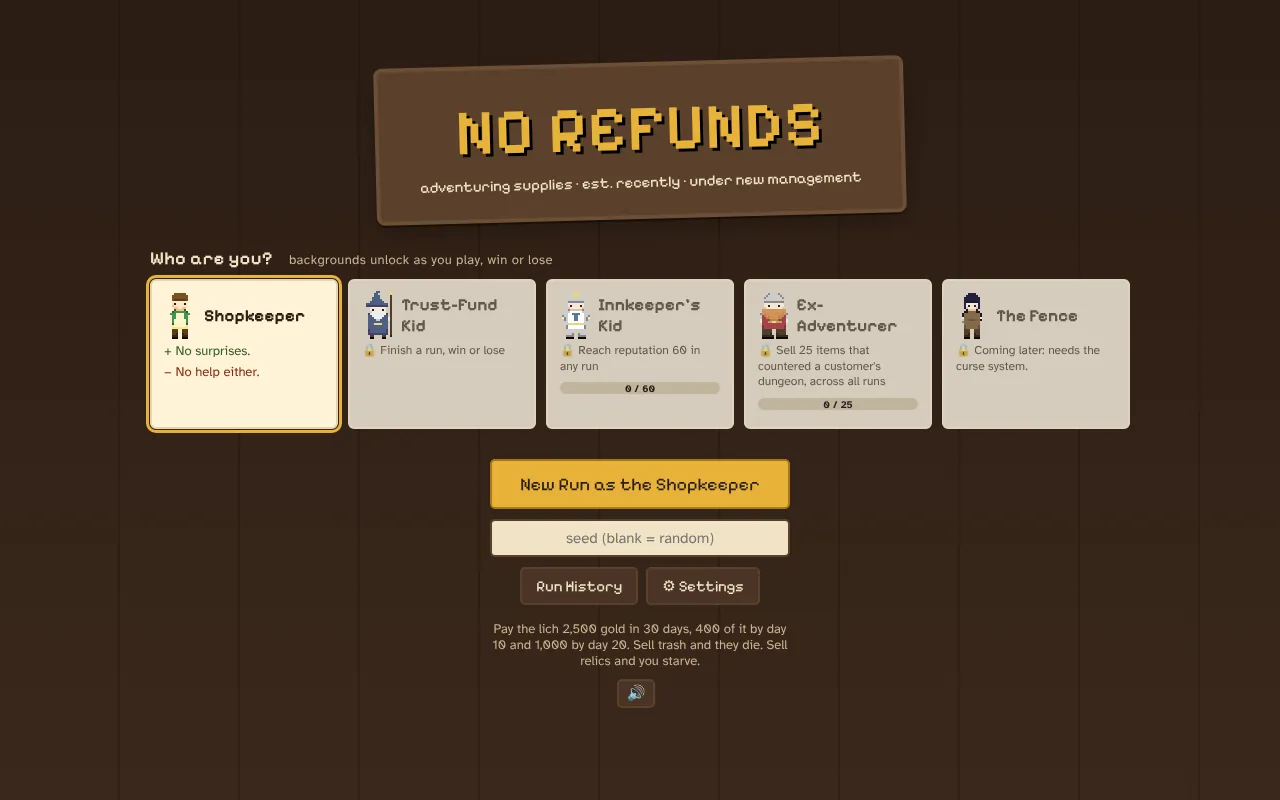 NO REFUNDS
adventuring supplies · est. recently · under new management
Who are you? backgrounds unlock as you play, win or lose
Shopkeeper
+ No surprises.
– No help either.
Trust-Fund
Kid
🔒 Finish a run, win or lose
Innkeeper's
Kid
🔒 Reach reputation 60 in
any run
0 / 60
Ex-
Adventurer
🔒 Sell 25 items that
countered a customer's
dungeon, across all runs
0 / 25
The Fence
🔒 Coming later: needs the
curse system.
New Run as the Shopkeeper
seed (blank = random)
Run History
⚙ Settings
Pay the lich 2,500 gold in 30 days, 400 of it by day
10 and 1,000 by day 20. Sell trash and they die. Sell
relics and you starve.